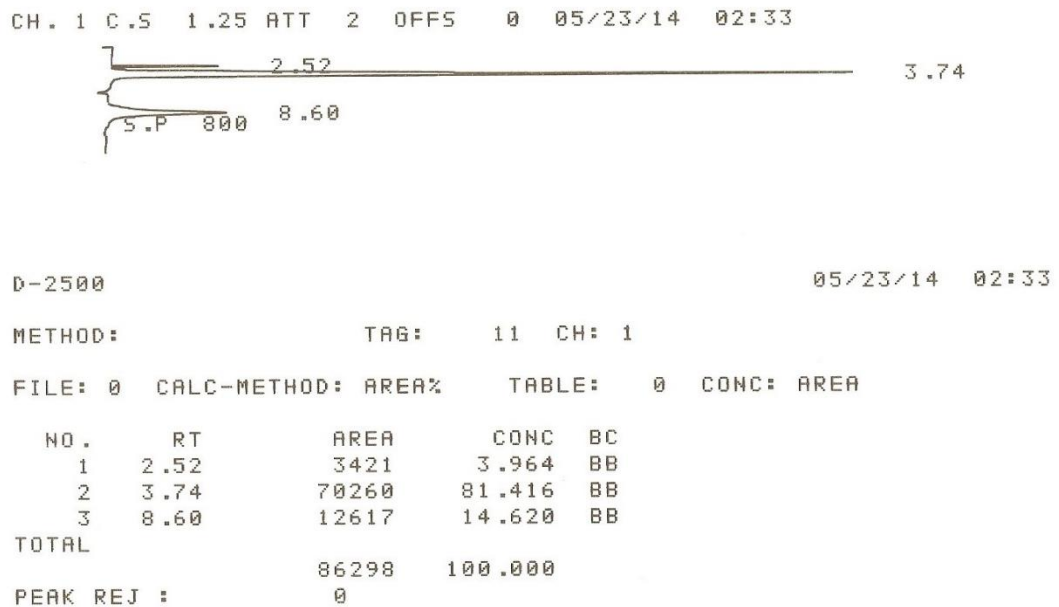 CH. 1 C.S 1.25 ATT 2 OFFS 0 05/23/14 02:33
2.52
3.74
8.60
S.P 800
D-2500 05/23/14 02:33
METHOD: TAG: 11 CH: 1
FILE: 0 CALC-METHOD: AREA% TABLE: 0 CONC: AREA
NO. RT AREA CONC BC
1 2.52 3421 3.964 BB
2 3.74 70260 81.416 BB
3 8.60 12617 14.620 BB
TOTAL
86298 100.000
PEAK REJ : 0